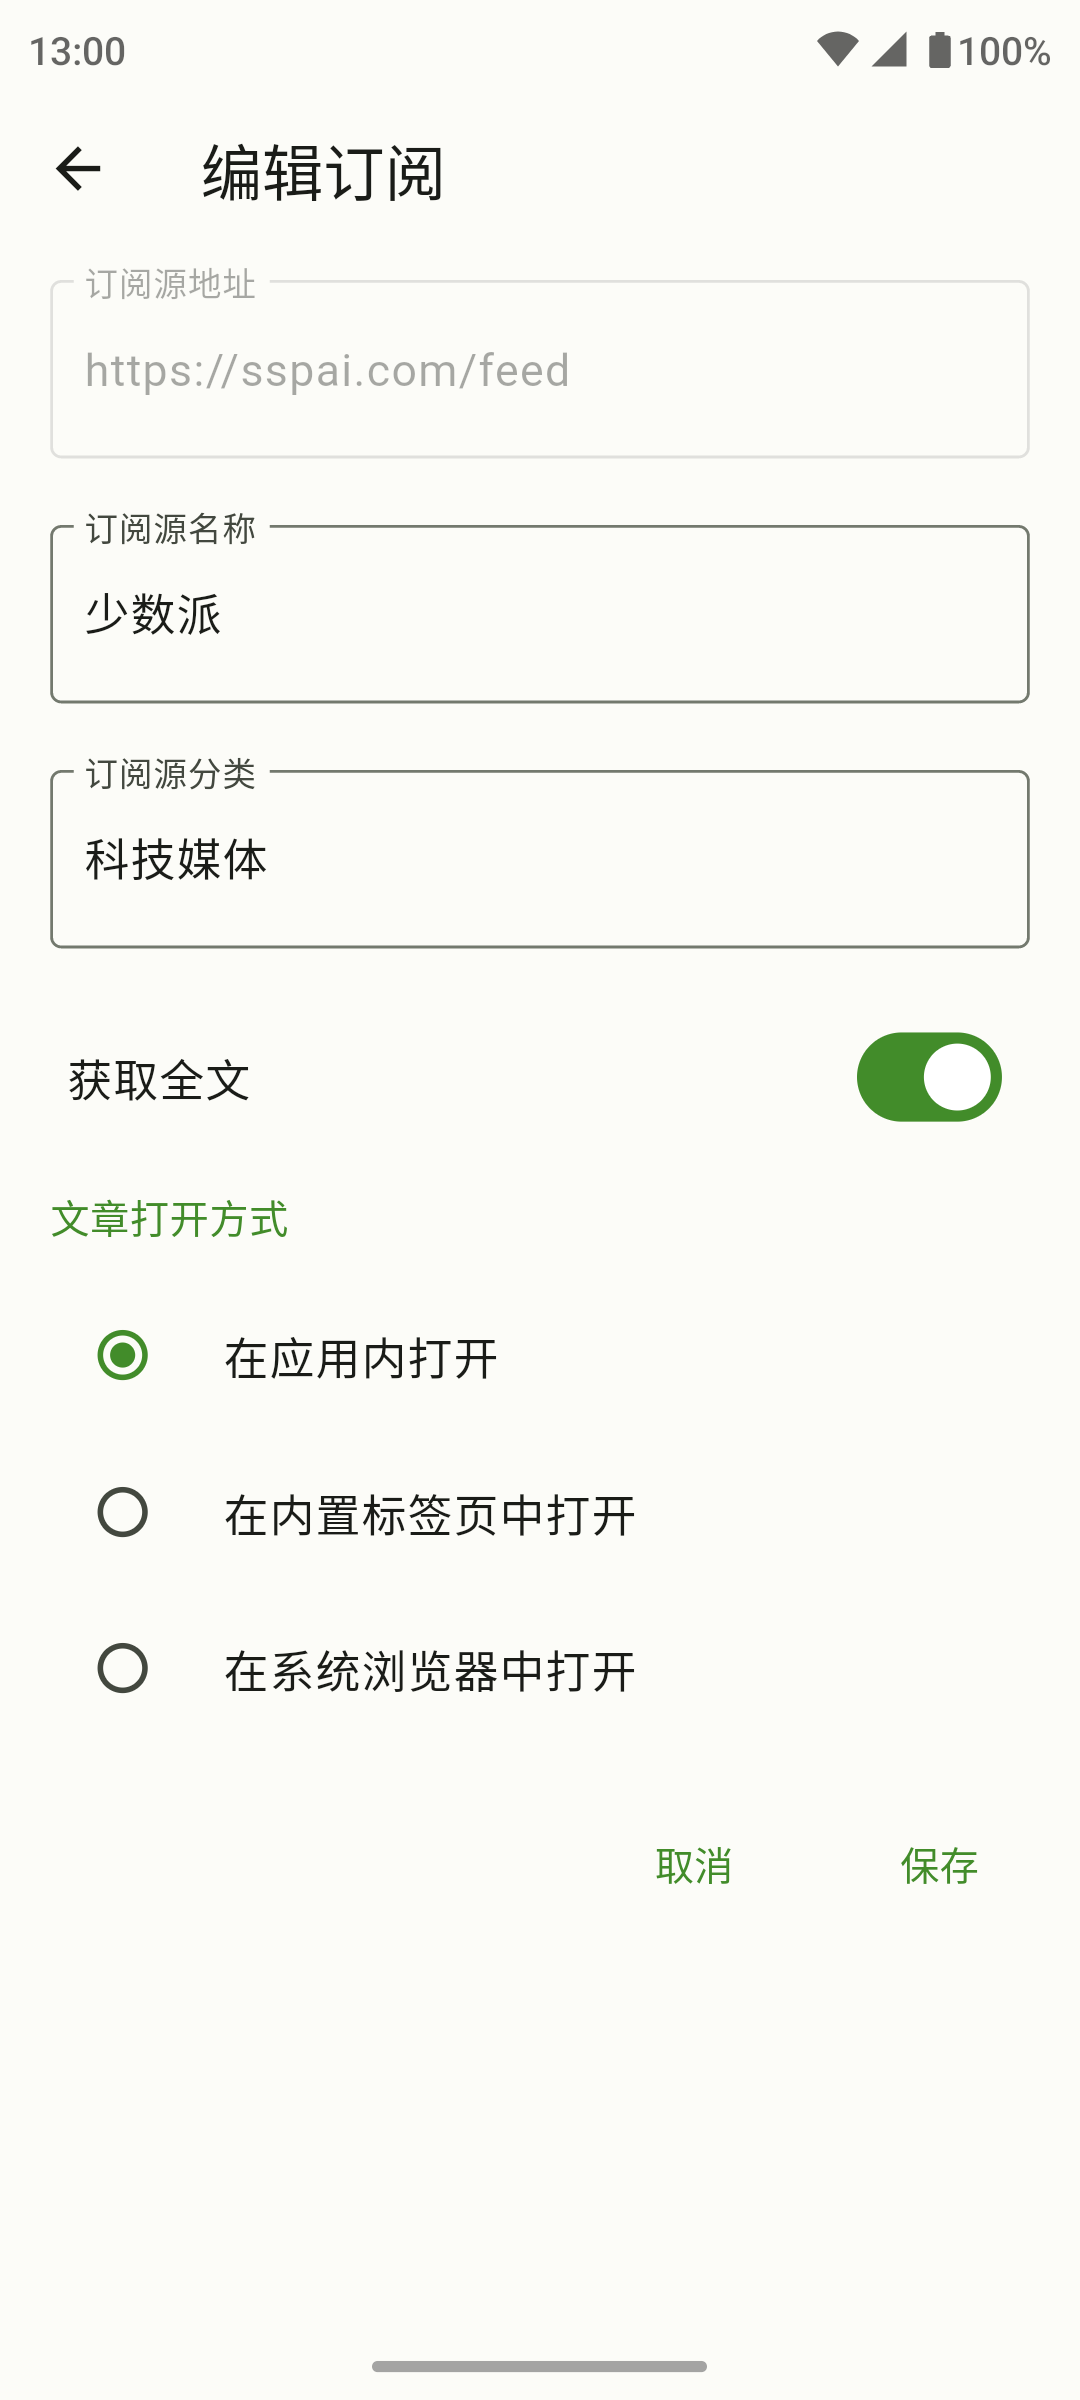 13:00 100%
编辑订阅
订阅源地址
https://sspai.com/feed
订阅源名称
少数派
订阅源分类
科技媒体
获取全文
文章打开方式
在应用内打开
在内置标签页中打开
在系统浏览器中打开
取消 保存